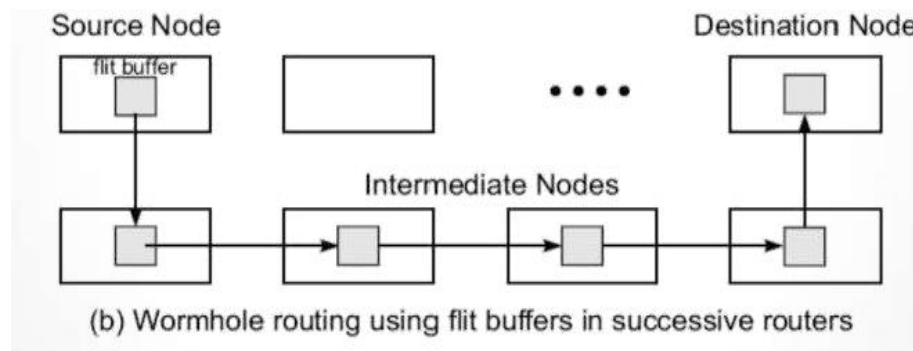 Source Node
Destination Node
flit buffer
Intermediate Nodes
(b) Wormhole routing using flit buffers in successive routers